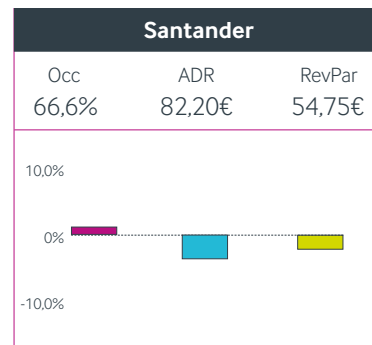 Santander
Occ ADR RevPar
66,6% 82,20€ 54,75€
10,0%
0%
-10,0%